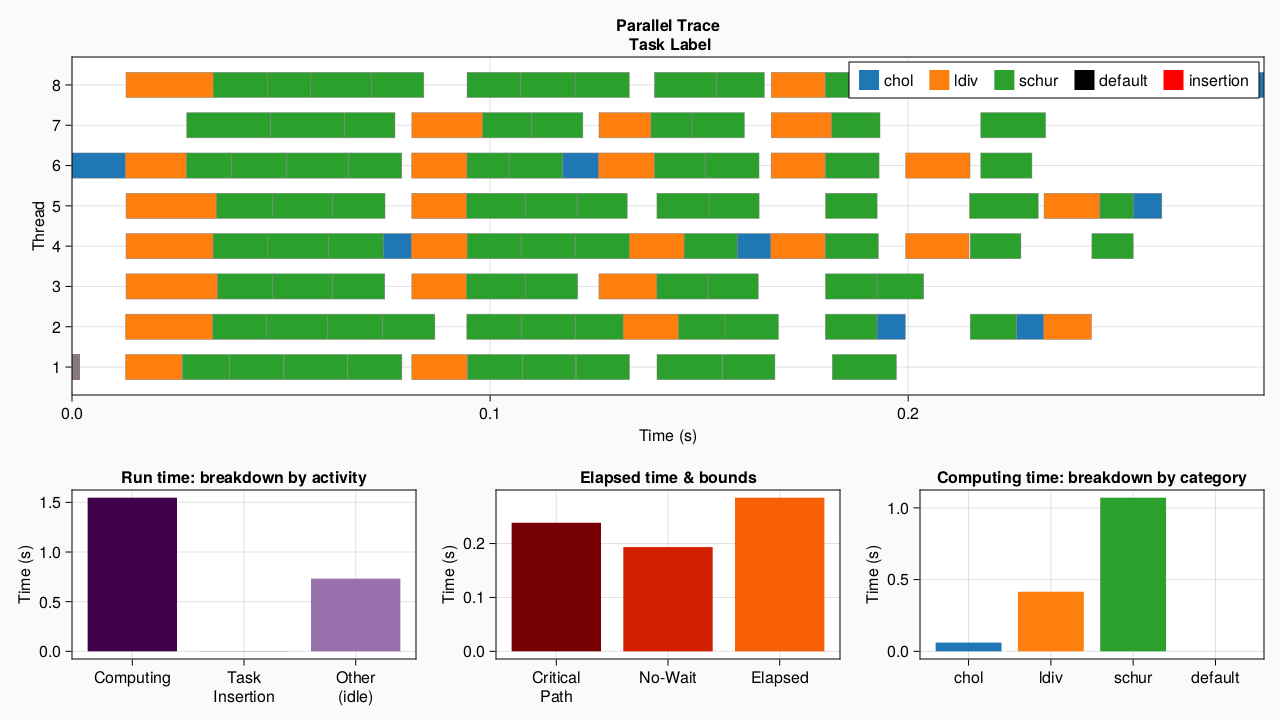 Parallel Trace
Task Label
chol ldiv schur default insertion
8
7
6
5
4
3
2
1
Thread
0.0 0.1 0.2
Time (s)
Run time: breakdown by activity
1.5
1.0
0.5
0.0
Time (s)
Computing Task Insertion Other (idle)
Elapsed time & bounds
0.2
0.1
0.0
Time (s)
Critical Path No-Wait Elapsed
Computing time: breakdown by category
1.0
0.5
0.0
Time (s)
chol ldiv schur default